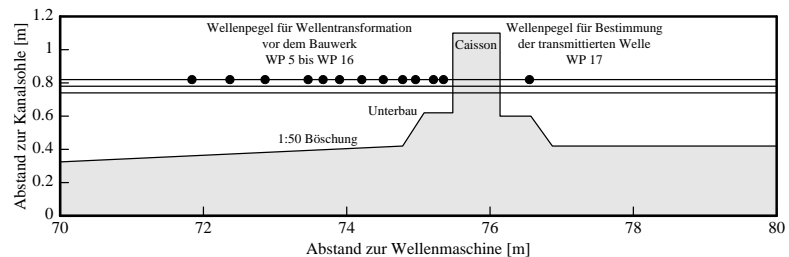 Wellenpegel für Wellentransformation
vor dem Bauwerk
WP 5 bis WP 16
Caisson
Wellenpegel für Bestimmung
der transmittierten Welle
WP 17
Unterbau
1:50 Böschung
Abstand zur Kanalsohle [m]
1.2
1
0.8
0.6
0.4
0.2
0
70
72
74
76
78
80
Abstand zur Wellenmaschine [m]